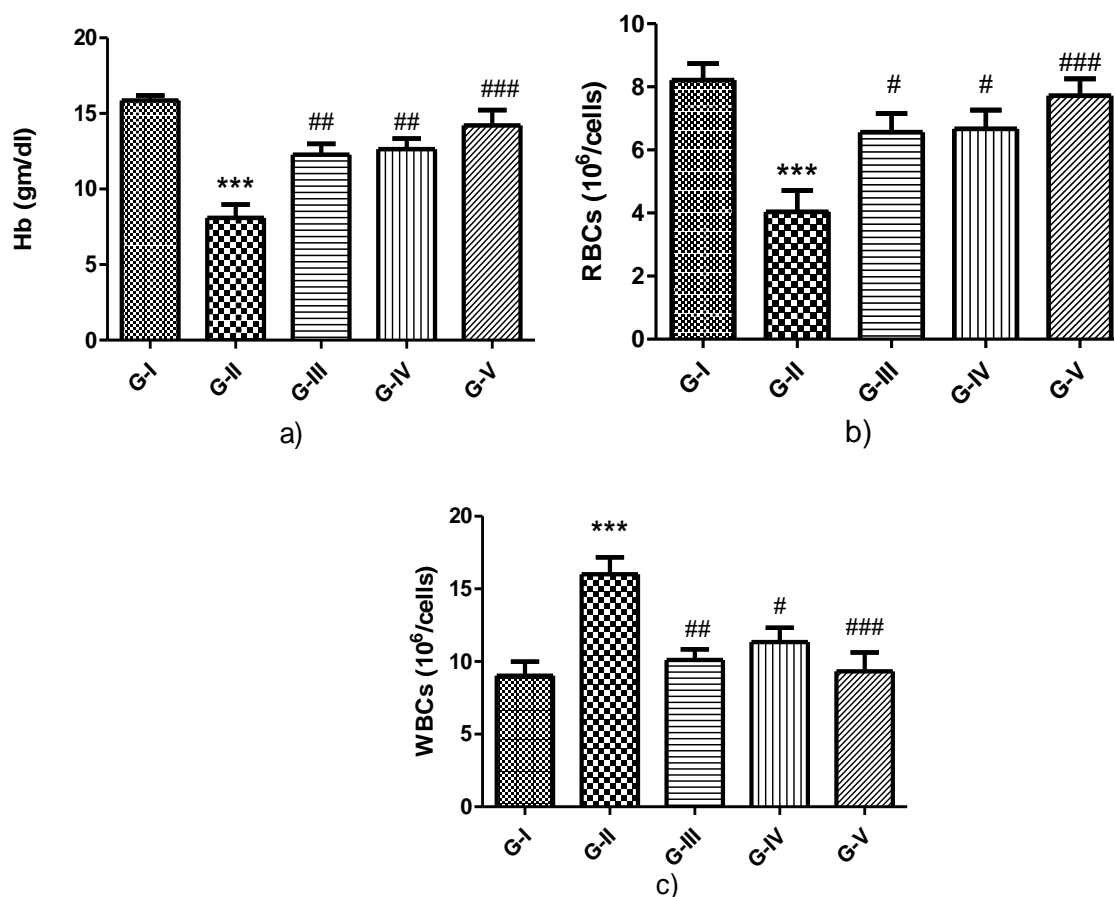 Hb (gm/dl)
20
15
10
5
0
***
##
##
###
G-I
G-II
G-III
G-IV
G-V
a)
RBCs (10⁶/cells)
10
8
6
4
2
0
***
#
#
###
G-I
G-II
G-III
G-IV
G-V
b)
WBCs (10⁶/cells)
20
15
10
5
0
***
##
#
###
G-I
G-II
G-III
G-IV
G-V
c)